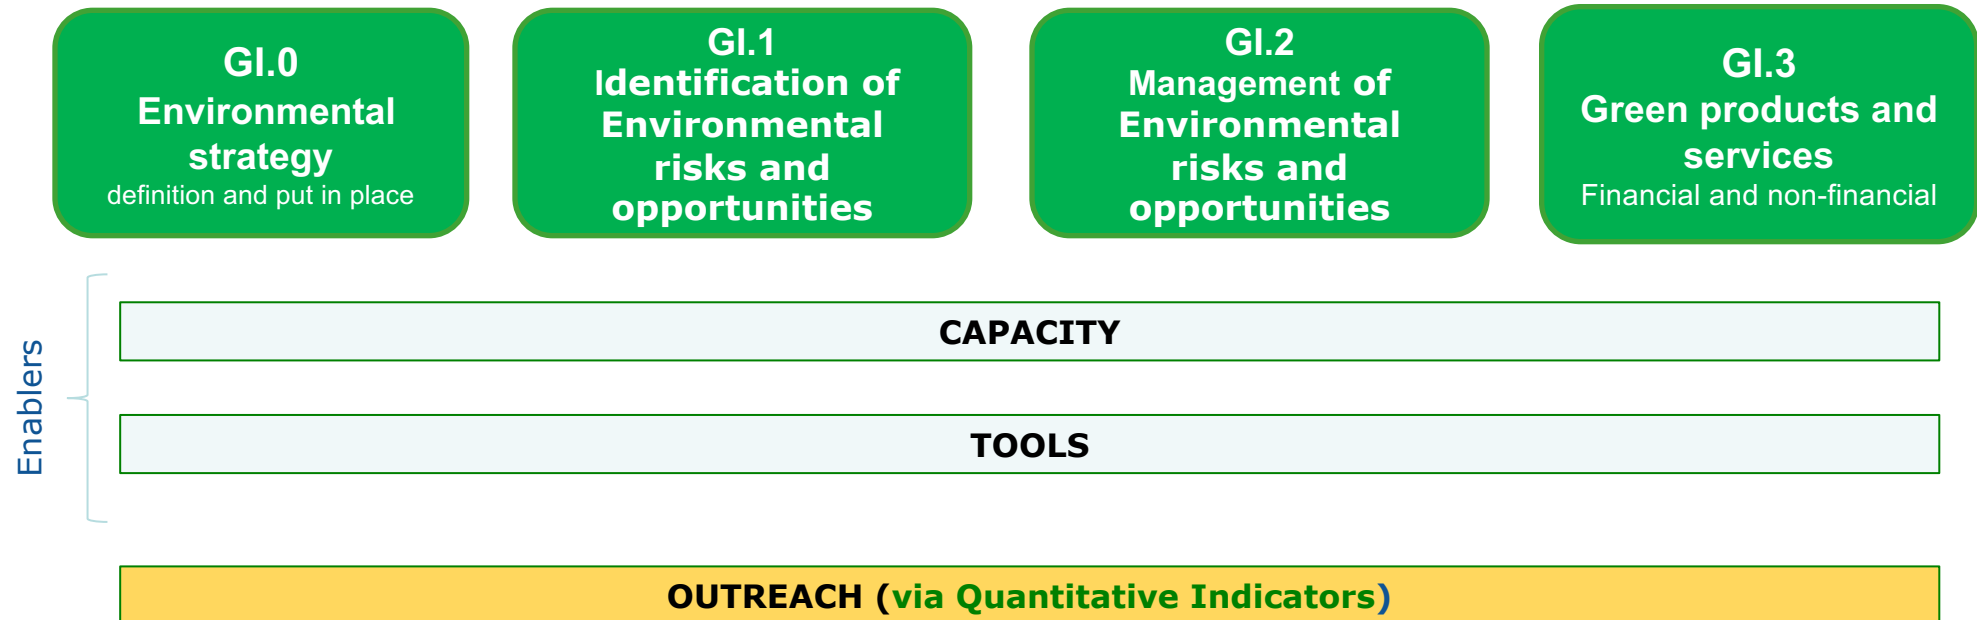 GI.0
Environmental
strategy
definition and put in place
GI.1
Identification of
Environmental
risks and
opportunities
GI.2
Management of
Environmental
risks and
opportunities
GI.3
Green products and
services
Financial and non-financial
Enablers
CAPACITY
TOOLS
OUTREACH (via Quantitative Indicators)